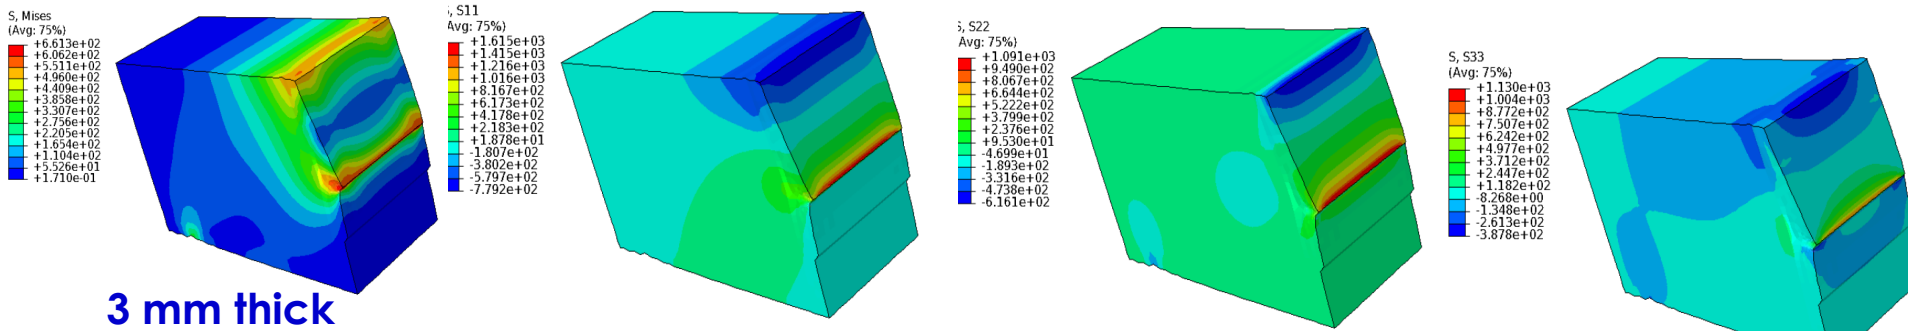 S, Mises
(Avg: 75%)
+6.613e+02
+6.062e+02
+5.511e+02
+4.960e+02
+4.409e+02
+3.858e+02
+3.307e+02
+2.756e+02
+2.205e+02
+1.654e+02
+1.104e+02
+5.526e+01
+1.710e-01
S, S11
(Avg: 75%)
+1.615e+03
+1.415e+03
+1.216e+03
+1.016e+03
+8.167e+02
+6.173e+02
+4.178e+02
+2.183e+02
+1.878e+01
-1.807e+02
-3.802e+02
-5.797e+02
-7.792e+02
S, S22
(Avg: 75%)
+1.091e+03
+9.490e+02
+8.067e+02
+6.644e+02
+5.222e+02
+3.799e+02
+2.376e+02
+9.530e+01
-4.699e+01
-1.893e+02
-3.316e+02
-4.738e+02
-6.161e+02
S, S33
(Avg: 75%)
+1.130e+03
+1.004e+03
+8.772e+02
+7.507e+02
+6.242e+02
+4.977e+02
+3.712e+02
+2.447e+02
+1.182e+02
-8.268e+00
-1.348e+02
-2.613e+02
-3.878e+02
3 mm thick